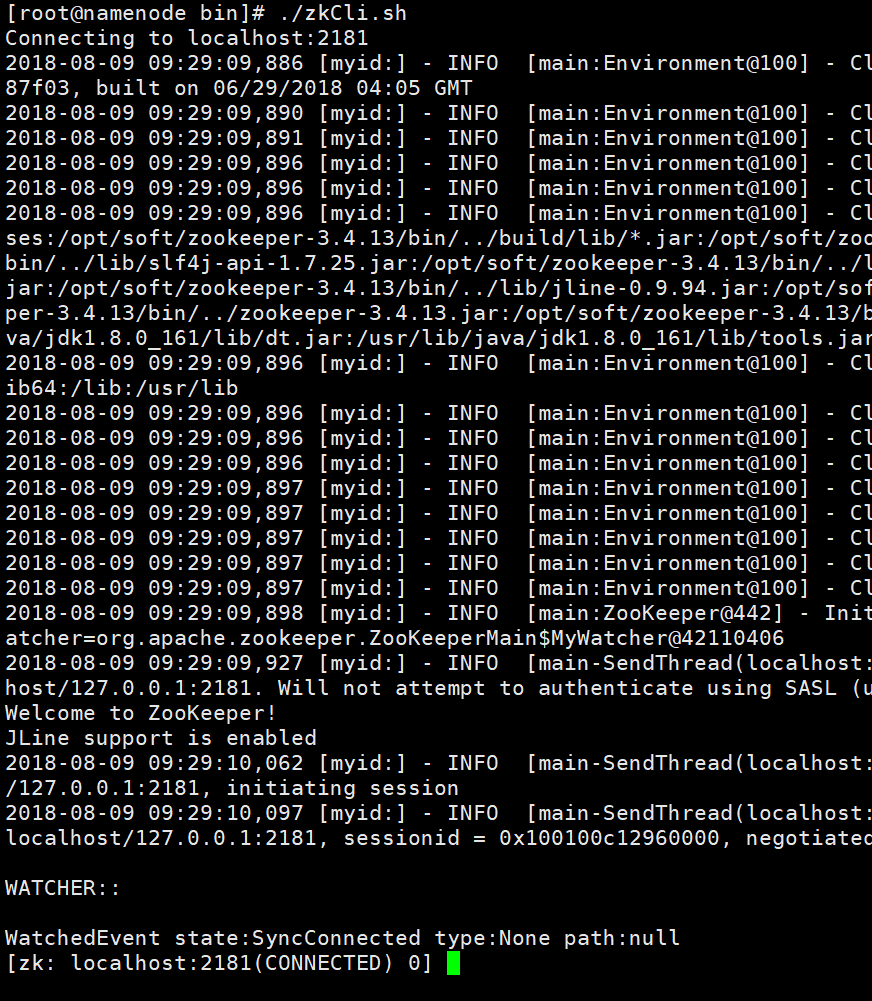 [root@namenode bin]# ./zkCli.sh
Connecting to localhost:2181
2018-08-09 09:29:09,886 [myid:] - INFO  [main:Environment@100] - Cl
87f03, built on 06/29/2018 04:05 GMT
2018-08-09 09:29:09,890 [myid:] - INFO  [main:Environment@100] - Cl
2018-08-09 09:29:09,891 [myid:] - INFO  [main:Environment@100] - Cl
2018-08-09 09:29:09,896 [myid:] - INFO  [main:Environment@100] - Cl
2018-08-09 09:29:09,896 [myid:] - INFO  [main:Environment@100] - Cl
2018-08-09 09:29:09,896 [myid:] - INFO  [main:Environment@100] - Cl
ses:/opt/soft/zookeeper-3.4.13/bin/../build/lib/*.jar:/opt/soft/zoo
bin/../lib/slf4j-api-1.7.25.jar:/opt/soft/zookeeper-3.4.13/bin/../l
jar:/opt/soft/zookeeper-3.4.13/bin/../lib/jline-0.9.94.jar:/opt/sof
per-3.4.13/bin/../zookeeper-3.4.13.jar:/opt/soft/zookeeper-3.4.13/b
va/jdk1.8.0_161/lib/dt.jar:/usr/lib/java/jdk1.8.0_161/lib/tools.jar
2018-08-09 09:29:09,896 [myid:] - INFO  [main:Environment@100] - Cl
ib64:/lib:/usr/lib
2018-08-09 09:29:09,896 [myid:] - INFO  [main:Environment@100] - Cl
2018-08-09 09:29:09,896 [myid:] - INFO  [main:Environment@100] - Cl
2018-08-09 09:29:09,896 [myid:] - INFO  [main:Environment@100] - Cl
2018-08-09 09:29:09,897 [myid:] - INFO  [main:Environment@100] - Cl
2018-08-09 09:29:09,897 [myid:] - INFO  [main:Environment@100] - Cl
2018-08-09 09:29:09,897 [myid:] - INFO  [main:Environment@100] - Cl
2018-08-09 09:29:09,897 [myid:] - INFO  [main:Environment@100] - Cl
2018-08-09 09:29:09,897 [myid:] - INFO  [main:Environment@100] - Cl
2018-08-09 09:29:09,898 [myid:] - INFO  [main:ZooKeeper@442] - Init
atcher=org.apache.zookeeper.ZooKeeperMain$MyWatcher@42110406
2018-08-09 09:29:09,927 [myid:] - INFO  [main-SendThread(localhost:
host/127.0.0.1:2181. Will not attempt to authenticate using SASL (u
Welcome to ZooKeeper!
JLine support is enabled
2018-08-09 09:29:10,062 [myid:] - INFO  [main-SendThread(localhost:
/127.0.0.1:2181, initiating session
2018-08-09 09:29:10,097 [myid:] - INFO  [main-SendThread(localhost:
localhost/127.0.0.1:2181, sessionid = 0x100100c12960000, negotiated
WATCHER::
WatchedEvent state:SyncConnected type:None path:null
[zk: localhost:2181(CONNECTED) 0]